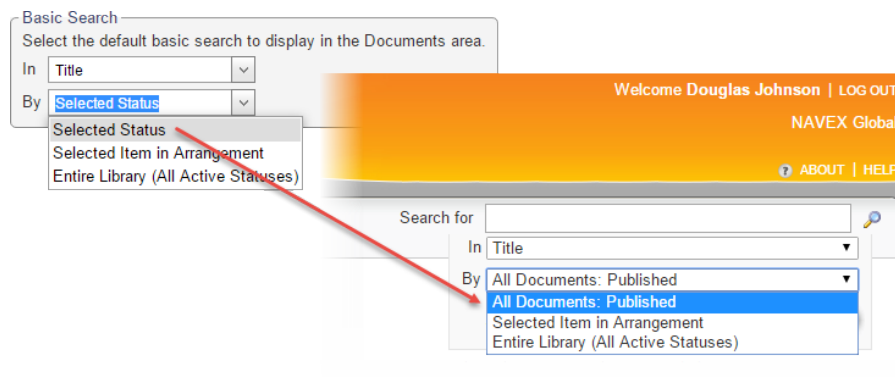 Basic Search
Select the default basic search to display in the Documents area.
In Title
By Selected Status
Selected Status
Selected Item in Arrangement
Entire Library (All Active Statuses)
Welcome Douglas Johnson | LOG OUT
NAVEX Global
? ABOUT | HELP
Search for
In Title
By All Documents: Published
All Documents: Published
Selected Item in Arrangement
Entire Library (All Active Statuses)